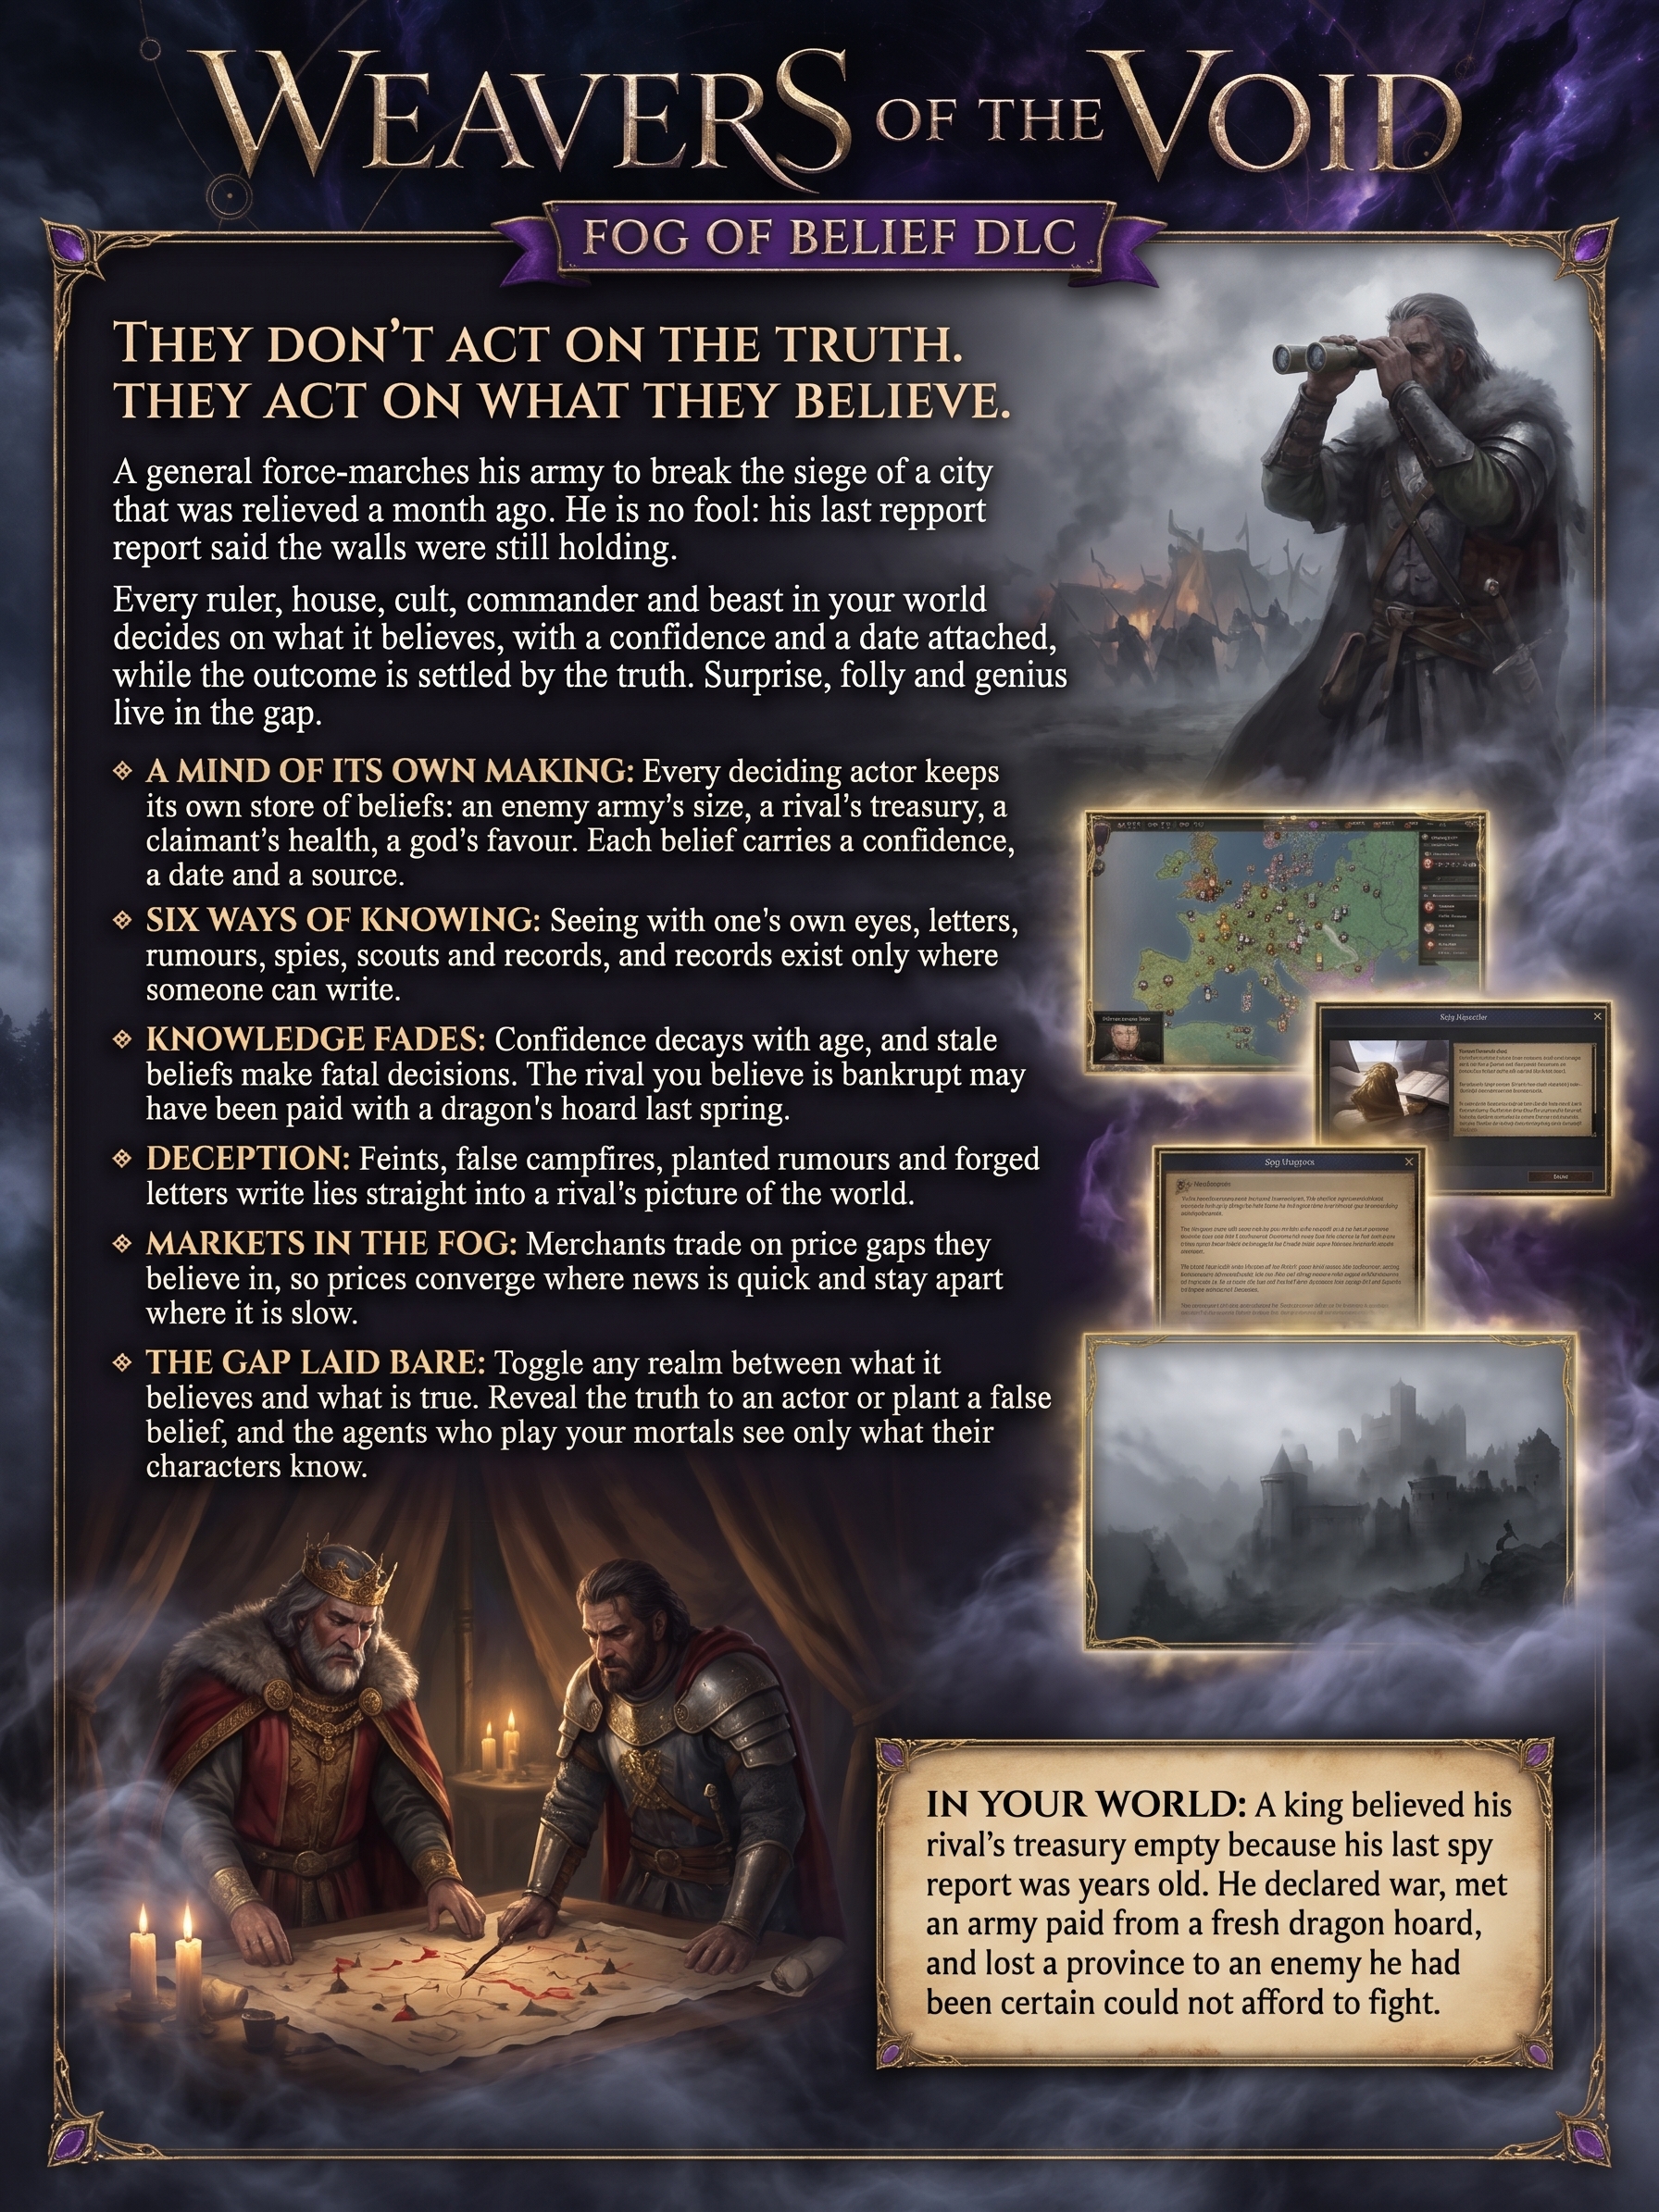 WEAVERS OF THE VOID
FOG OF BELIEF DLC
THEY DON'T ACT ON THE TRUTH.
THEY ACT ON WHAT THEY BELIEVE.
A general force-marches his army to break the siege of a city
that was relieved a month ago. He is no fool: his last repport
report said the walls were still holding.
Every ruler, house, cult, commander and beast in your world
decides on what it believes, with a confidence and a date attached,
while the outcome is settled by the truth. Surprise, folly and genius
live in the gap.
A MIND OF ITS OWN MAKING: Every deciding actor keeps
its own store of beliefs: an enemy army's size, a rival's treasury, a
claimant's health, a god's favour. Each belief carries a confidence,
a date and a source.
SIX WAYS OF KNOWING: Seeing with one's own eyes, letters,
rumours, spies, scouts and records, and records exist only where
someone can write.
KNOWLEDGE FADES: Confidence decays with age, and stale
beliefs make fatal decisions. The rival you believe is bankrupt may
have been paid with a dragon's hoard last spring.
DECEPTION: Feints, false campfires, planted rumours and forged
letters write lies straight into a rival's picture of the world.
MARKETS IN THE FOG: Merchants trade on price gaps they
believe in, so prices converge where news is quick and stay apart
where it is slow.
THE GAP LAID BARE: Toggle any realm between what it
believes and what is true. Reveal the truth to an actor or plant a false
belief, and the agents who play your mortals see only what their
characters know.
IN YOUR WORLD: A king believed his
rival's treasury empty because his last spy
report was years old. He declared war, met
an army paid from a fresh dragon hoard,
and lost a province to an enemy he had
been certain could not afford to fight.